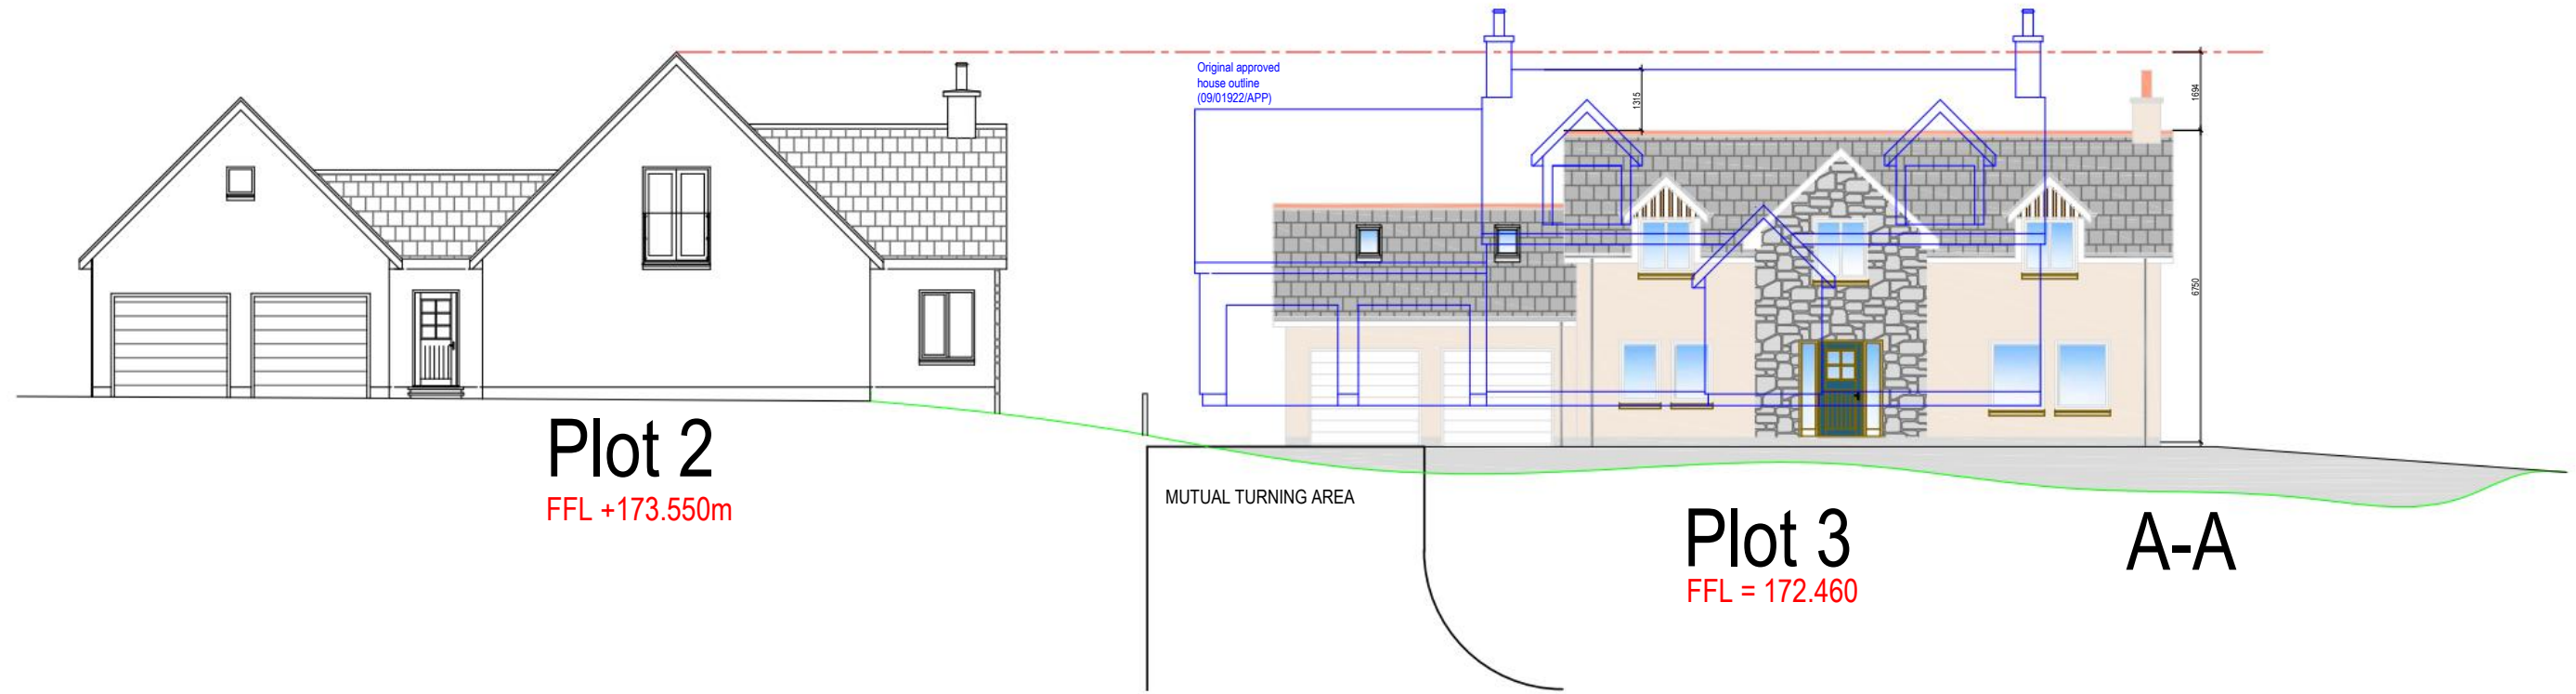 Original approved
house outline
(09/01922/APP)
1315
1694
6750
Plot 2
FFL +173.550m
MUTUAL TURNING AREA
Plot 3
FFL = 172.460
A-A